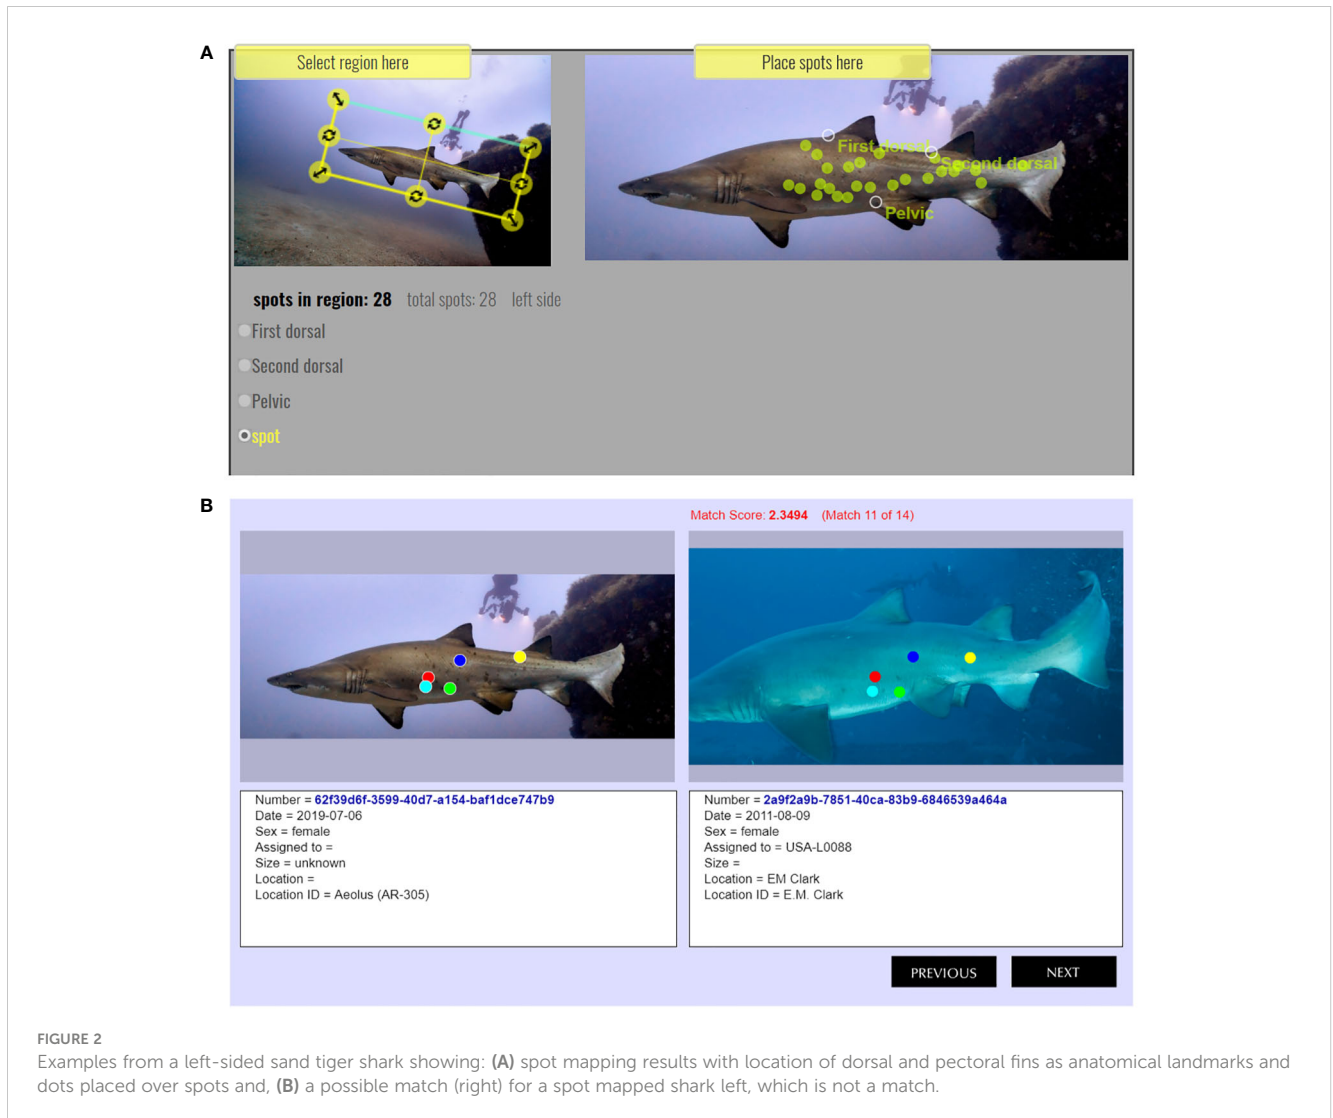 A
Select region here
Place spots here
First dorsal
Second dorsal
Pelvic
spots in region: 28 total spots: 28 left side
First dorsal
Second dorsal
Pelvic
spot
B
Match Score: 2.3494 (Match 11 of 14)
Number = 62f39d6f-3599-40d7-a154-baf1dce747b9
Date = 2019-07-06
Sex = female
Assigned to =
Size = unknown
Location =
Location ID = Aeolus (AR-305)
Number = 2a9f2a9b-7851-40ca-83b9-6846539a464a
Date = 2011-08-09
Sex = female
Assigned to = USA-L0088
Size =
Location = EM Clark
Location ID = E.M. Clark
PREVIOUS
NEXT
FIGURE 2
Examples from a left-sided sand tiger shark showing: (A) spot mapping results with location of dorsal and pectoral fins as anatomical landmarks and
dots placed over spots and, (B) a possible match (right) for a spot mapped shark left, which is not a match.